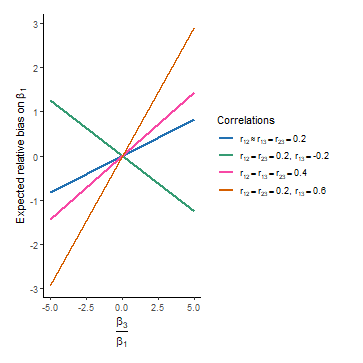 Expected relative bias on β₁
3
2
1
0
-1
-2
-3
-5.0 -2.5 0.0 2.5 5.0
β₃
β₁
Correlations
r₁₂ ≈ r₁₃ = r₂₃ = 0.2
r₁₂ = r₂₃ = 0.2, r₁₃ = -0.2
r₁₂ = r₁₃ = r₂₃ = 0.4
r₁₂ = r₂₃ = 0.2, r₁₃ = 0.6